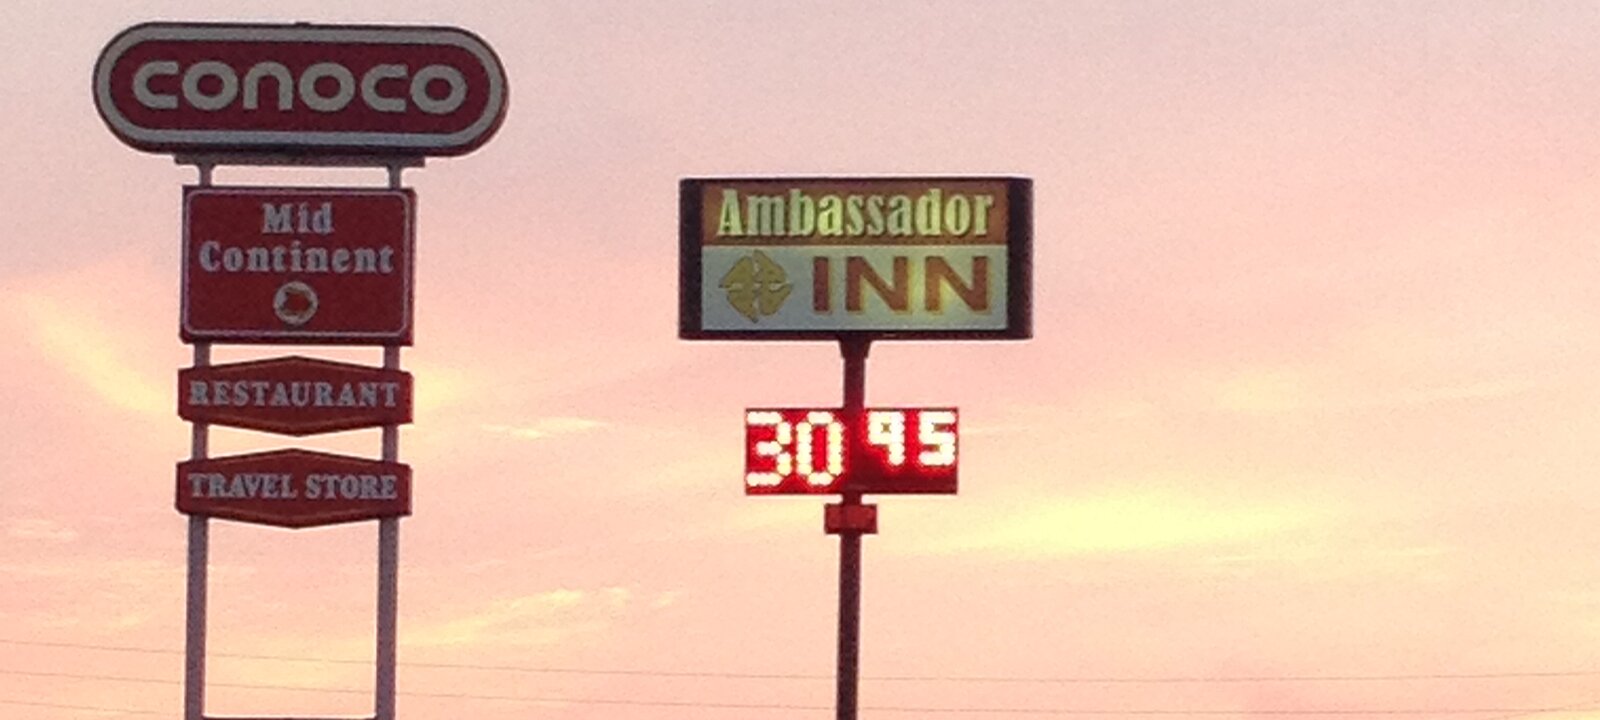 CONOCO
Mid
Continent
RESTAURANT
TRAVEL STORE
Ambassador
INN
30 95